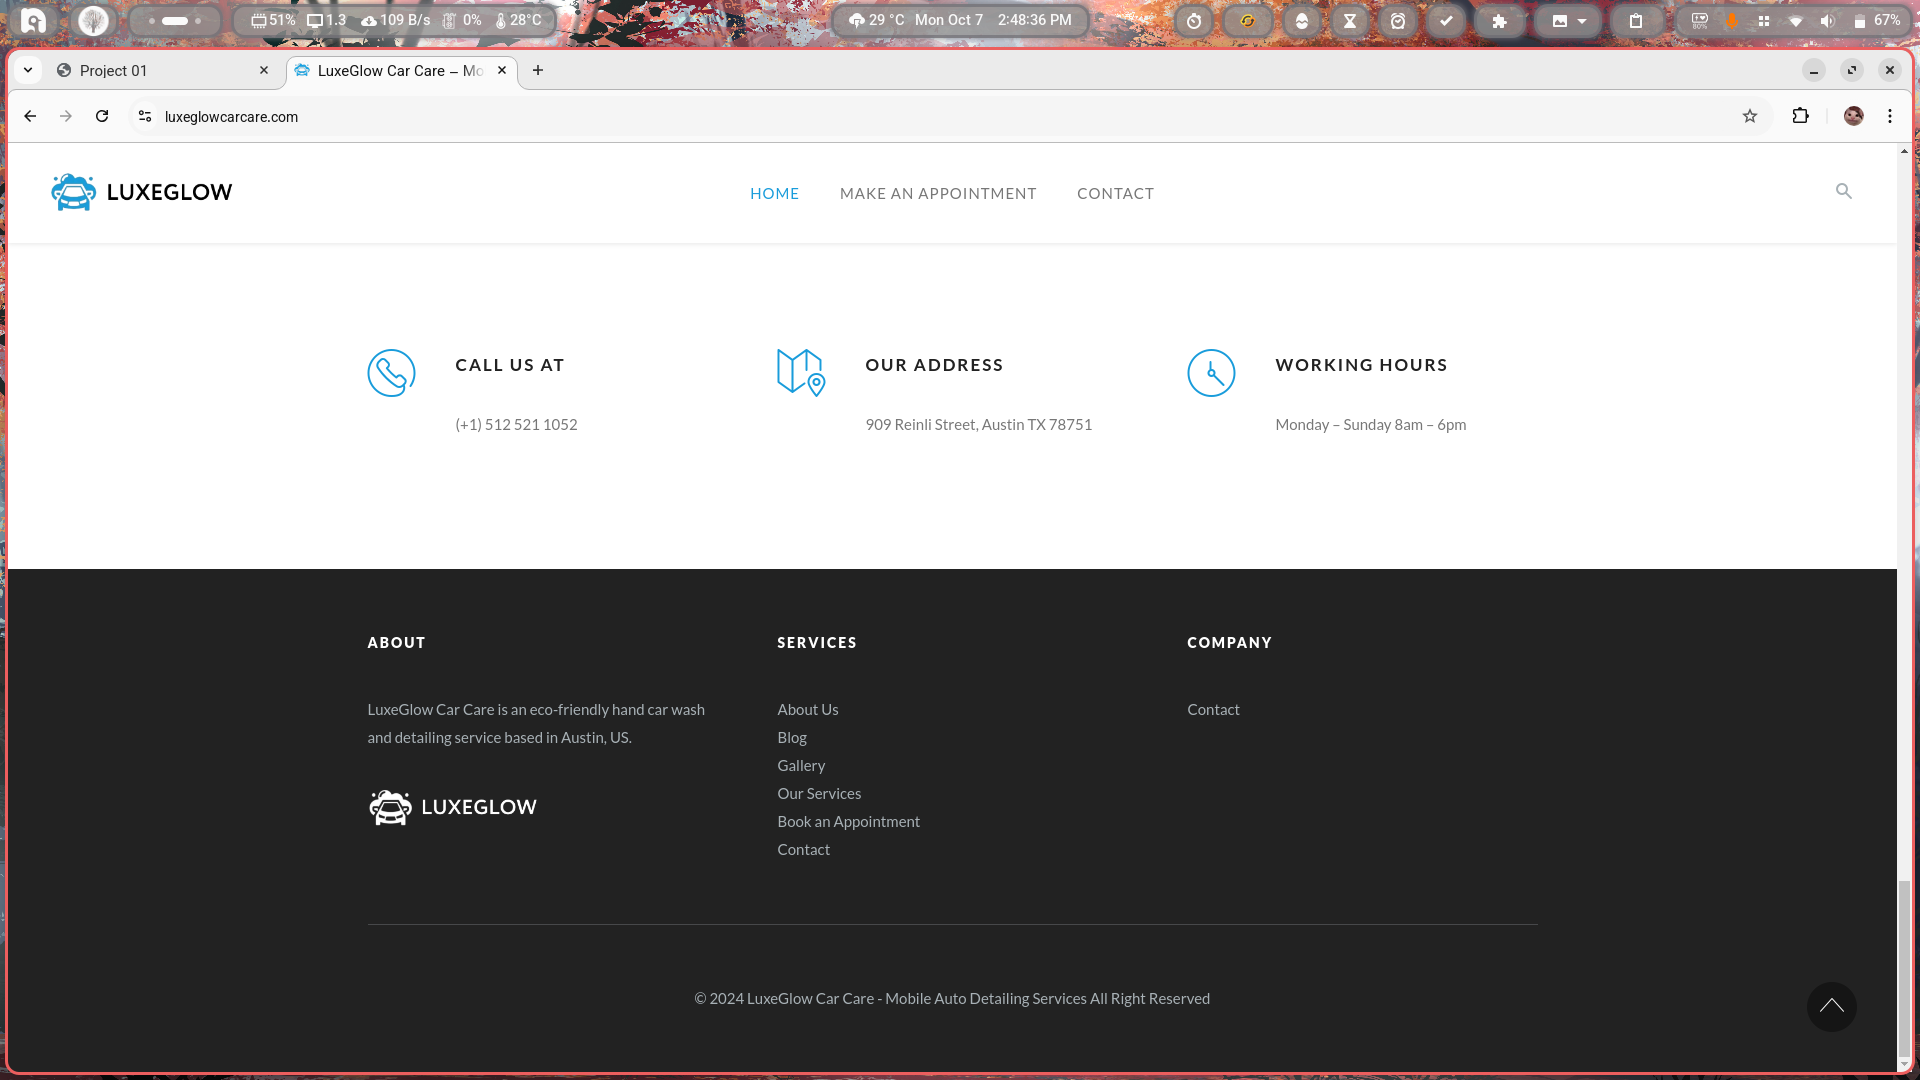 51% 1.3 109 B/s 0% 28°C 29 °C Mon Oct 7 2:48:36 PM 80% 67%
Project 01 LuxeGlow Car Care – Mo
luxeglowcarcare.com
LUXEGLOW HOME MAKE AN APPOINTMENT CONTACT
CALL US AT
(+1) 512 521 1052
OUR ADDRESS
909 Reinli Street, Austin TX 78751
WORKING HOURS
Monday – Sunday 8am – 6pm
ABOUT
LuxeGlow Car Care is an eco-friendly hand car wash
and detailing service based in Austin, US.
LUXEGLOW
SERVICES
About Us
Blog
Gallery
Our Services
Book an Appointment
Contact
COMPANY
Contact
© 2024 LuxeGlow Car Care - Mobile Auto Detailing Services All Right Reserved